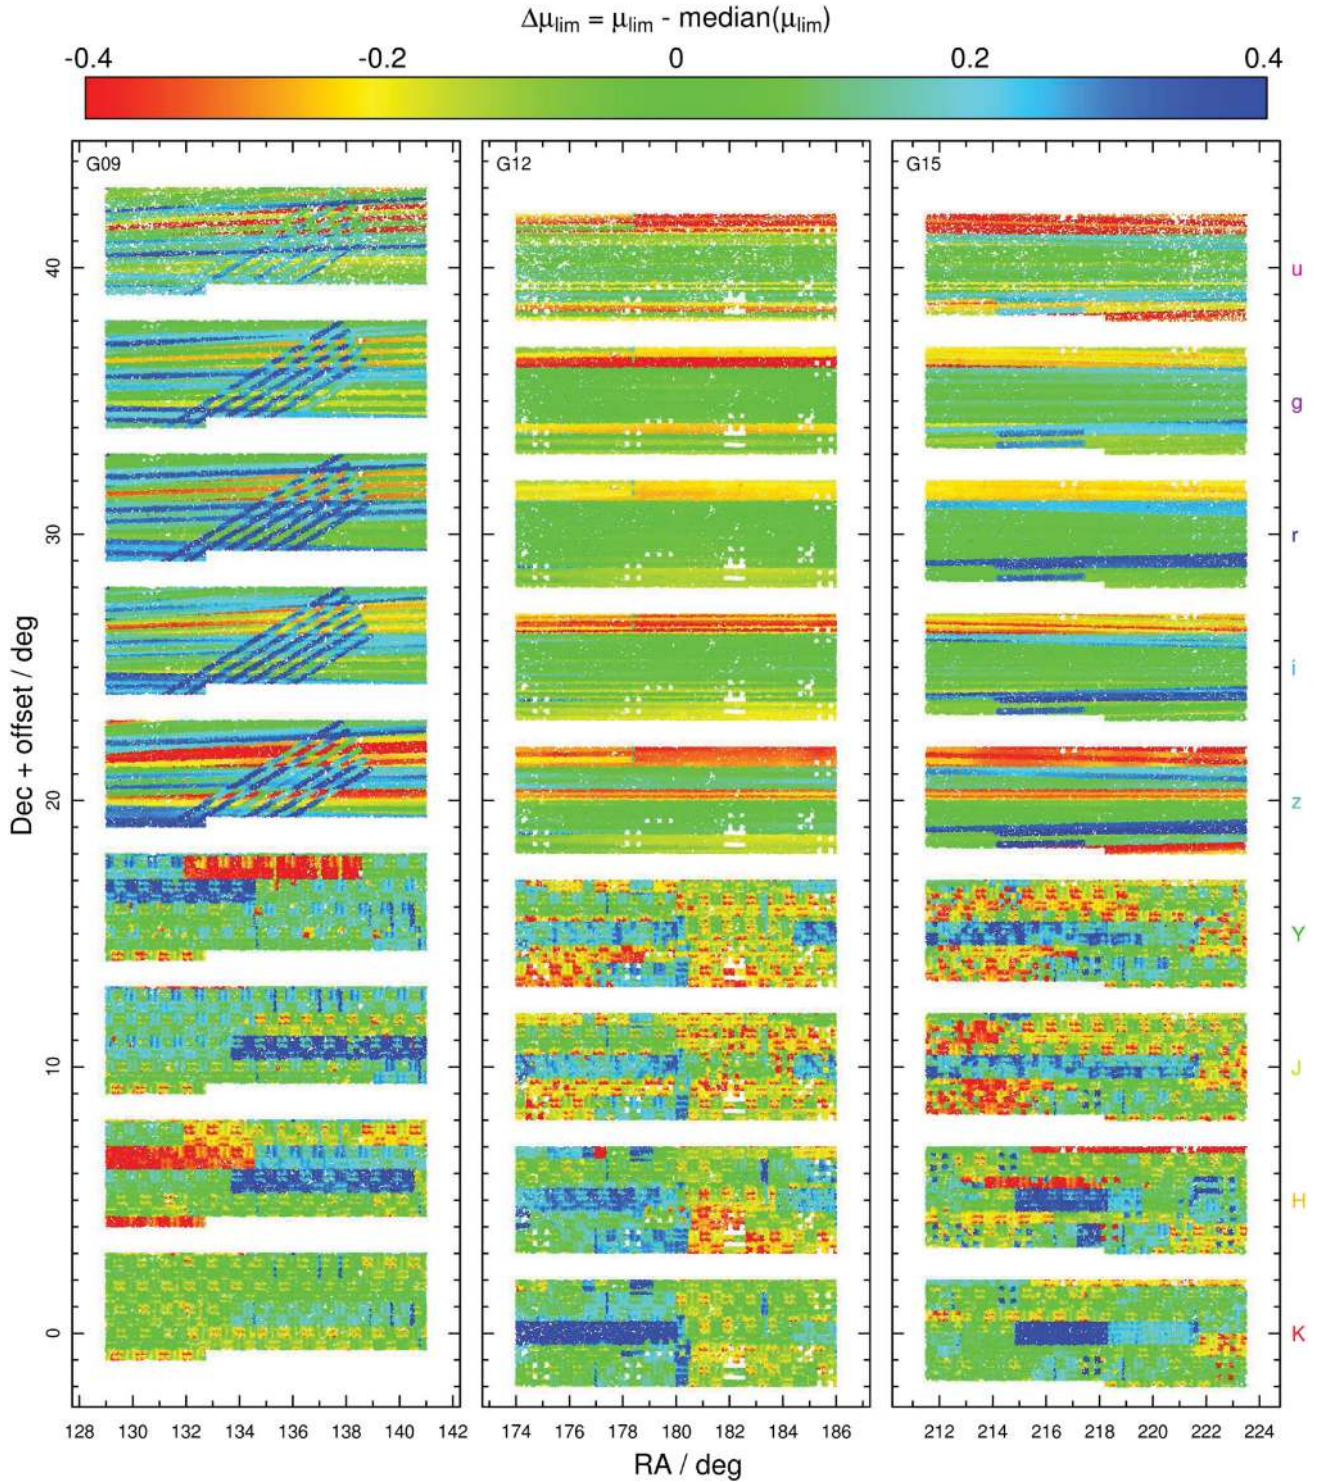 Δμlim = μlim - median(μlim)
-0.4 -0.2 0 0.2 0.4
G09 G12 G15
u
g
r
i
z
Y
J
H
K
40
30
20
10
0
Dec + offset / deg
128 130 132 134 136 138 140 142 174 176 178 180 182 184 186 212 214 216 218 220 222 224
RA / deg